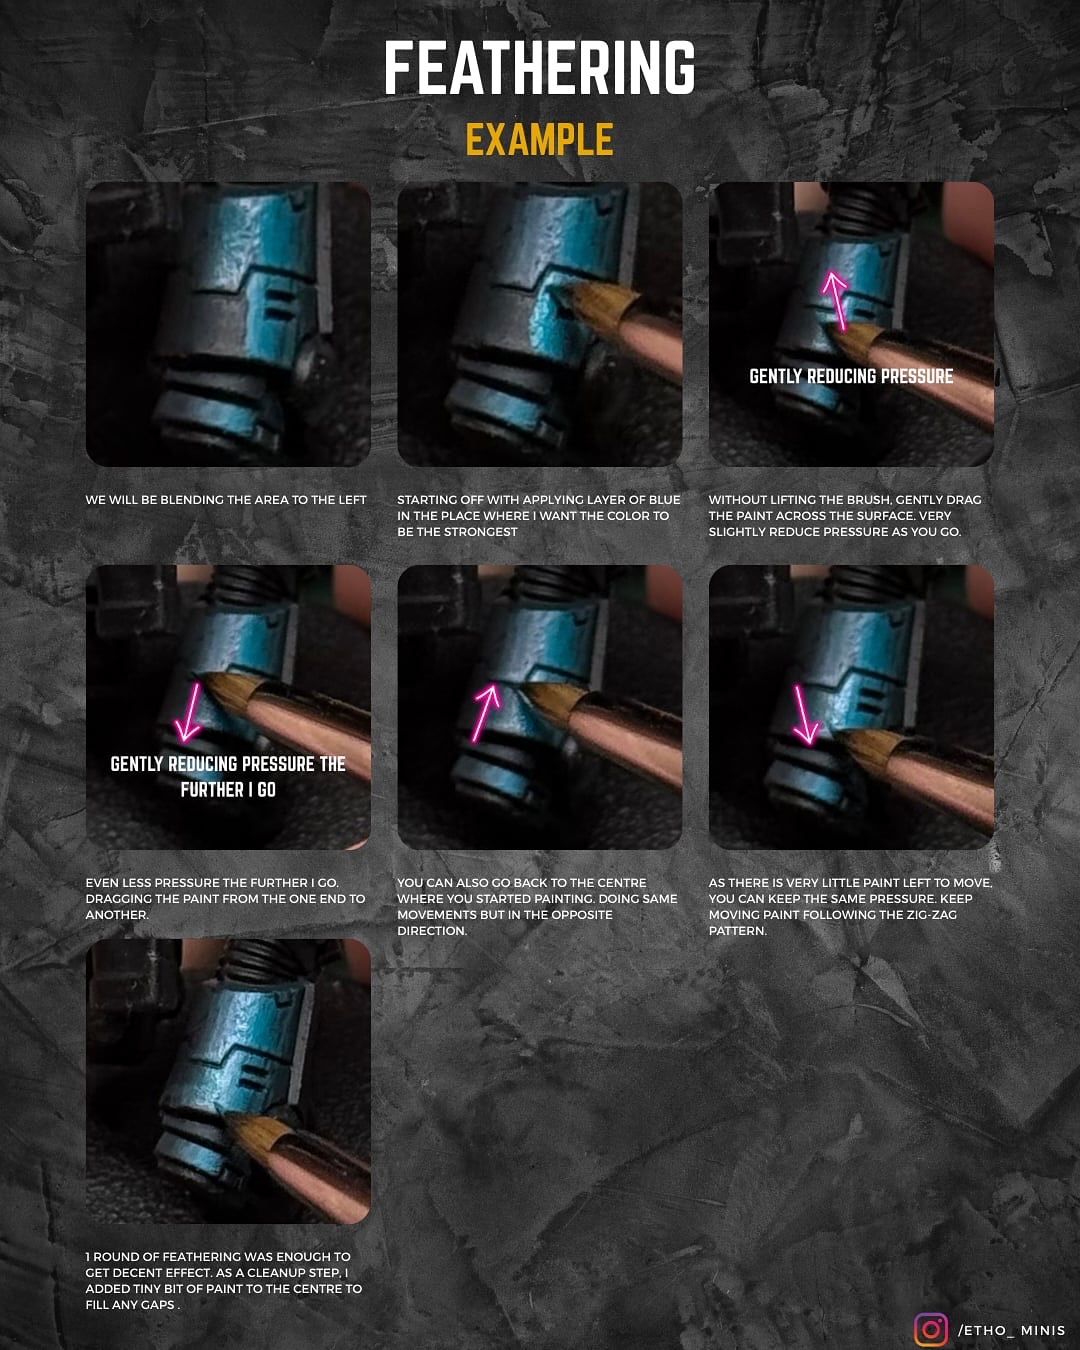 FEATHERING
EXAMPLE
WE WILL BE BLENDING THE AREA TO THE LEFT
STARTING OFF WITH APPLYING LAYER OF BLUE
IN THE PLACE WHERE I WANT THE COLOR TO
BE THE STRONGEST
GENTLY REDUCING PRESSURE
WITHOUT LIFTING THE BRUSH, GENTLY DRAG
THE PAINT ACROSS THE SURFACE. VERY
SLIGHTLY REDUCE PRESSURE AS YOU GO.
GENTLY REDUCING PRESSURE THE
FURTHER I GO
EVEN LESS PRESSURE THE FURTHER I GO.
DRAGGING THE PAINT FROM THE ONE END TO
ANOTHER.
YOU CAN ALSO GO BACK TO THE CENTRE
WHERE YOU STARTED PAINTING. DOING SAME
MOVEMENTS BUT IN THE OPPOSITE
DIRECTION.
AS THERE IS VERY LITTLE PAINT LEFT TO MOVE,
YOU CAN KEEP THE SAME PRESSURE. KEEP
MOVING PAINT FOLLOWING THE ZIG-ZAG
PATTERN.
1 ROUND OF FEATHERING WAS ENOUGH TO
GET DECENT EFFECT. AS A CLEANUP STEP, I
ADDED TINY BIT OF PAINT TO THE CENTRE TO
FILL ANY GAPS .
/ETHO_ MINIS